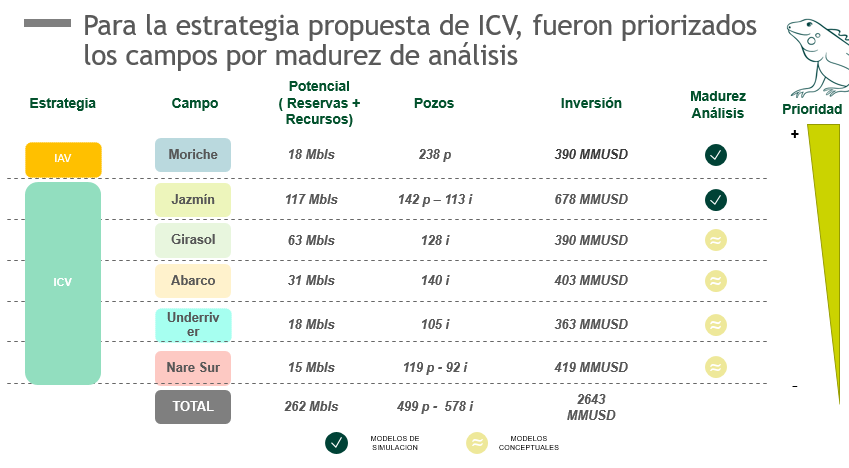 Para la estrategia propuesta de ICV, fueron priorizados
los campos por madurez de análisis
Estrategia
Campo
Potencial
( Reservas +
Recursos)
Pozos
Inversión
Madurez
Análisis
Prioridad
+
IAV
Moriche
18 Mbls
238 p
390 MMUSD
ICV
Jazmín
117 Mbls
142 p – 113 i
678 MMUSD
Girasol
63 Mbls
128 i
390 MMUSD
Abarco
31 Mbls
140 i
403 MMUSD
Underriv
er
18 Mbls
105 i
363 MMUSD
Nare Sur
15 Mbls
119 p - 92 i
419 MMUSD
-
TOTAL
262 Mbls
499 p - 578 i
2643
MMUSD
MODELOS DE
SIMULACION
MODELOS
CONCEPTUALES